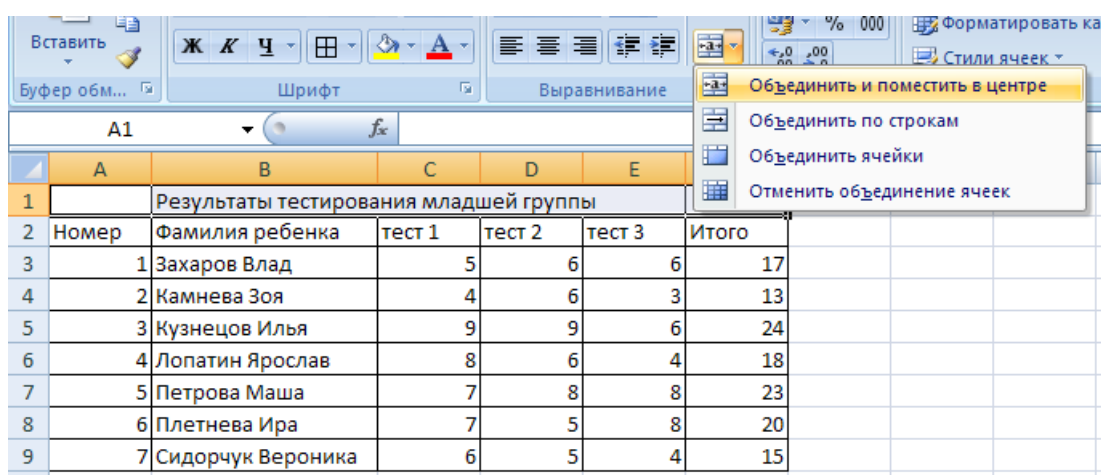 % 000 Форматировать ка
Вставить Ж К Ч A ,0 ,00 Стили ячеек
Буфер обм... Шрифт Выравнивание
Объединить и поместить в центре
Объединить по строкам
Объединить ячейки
Отменить объединение ячеек
A1 fx
A B C D E
1 Результаты тестирования младшей группы
2 Номер Фамилия ребенка тест 1 тест 2 тест 3 Итого
3 1 Захаров Влад 5 6 6 17
4 2 Камнева Зоя 4 6 3 13
5 3 Кузнецов Илья 9 9 6 24
6 4 Лопатин Ярослав 8 6 4 18
7 5 Петрова Маша 7 8 8 23
8 6 Плетнева Ира 7 5 8 20
9 7 Сидорчук Вероника 6 5 4 15